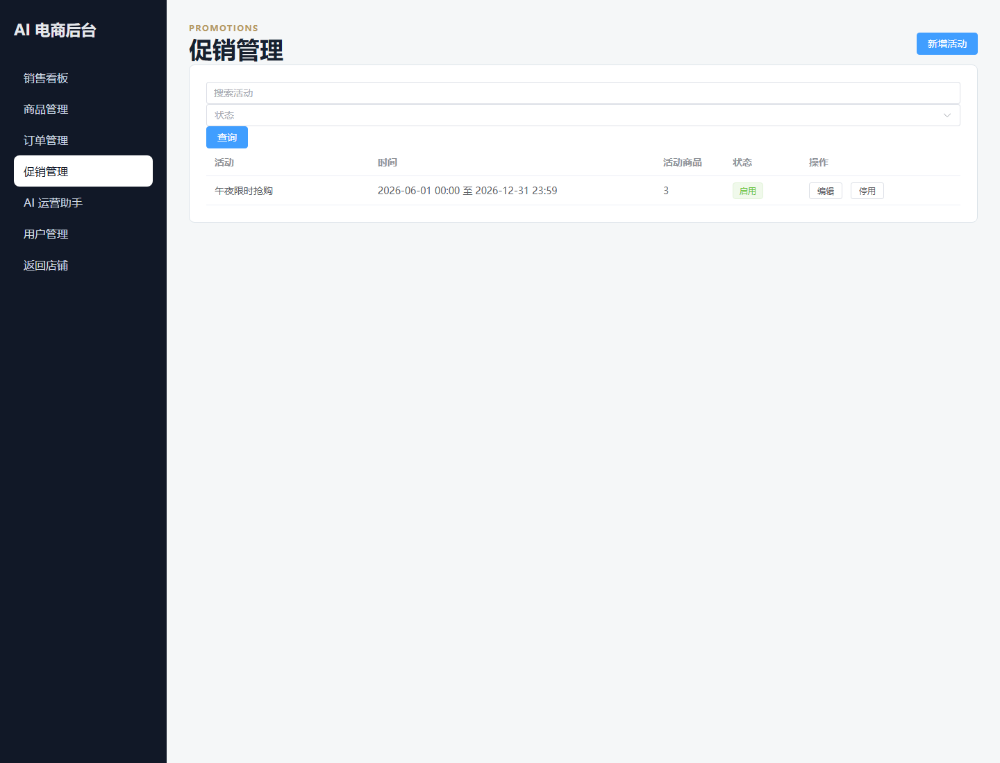 AI 电商后台
销售看板
商品管理
订单管理
促销管理
AI 运营助手
用户管理
返回店铺
PROMOTIONS
促销管理
新增活动
搜索活动
状态
查询
活动 时间 活动商品 状态 操作
午夜限时抢购 2026-06-01 00:00 至 2026-12-31 23:59 3 启用 编辑 停用